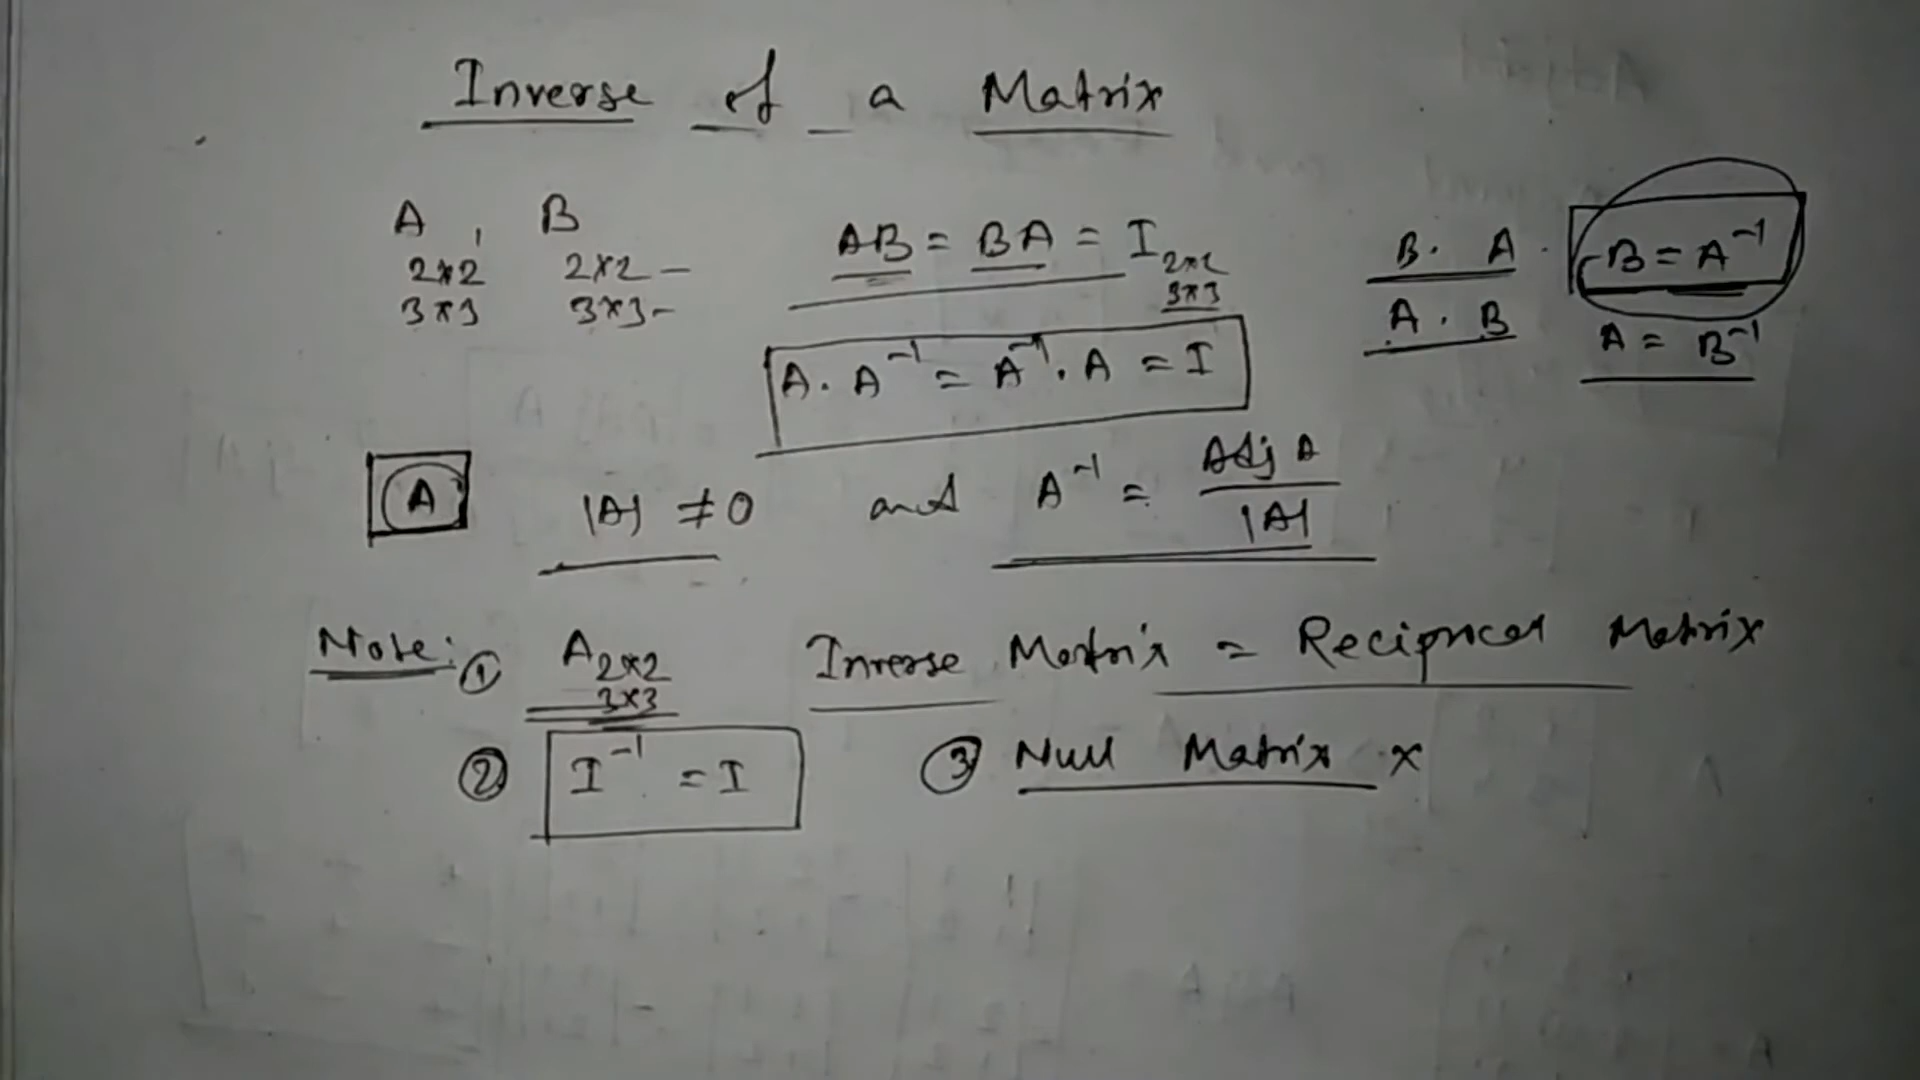 Inverse of a Matrix
A , B
2×2 2×2 –
3×3 3×3 –
AB = BA = I 2×2
3×3
B. A
A. B
B = A⁻¹
A = B⁻¹
A. A⁻¹ = A⁻¹. A = I
A |A| ≠ 0 and A⁻¹ = Adj A
|A|
Note: ① A 2×2 Inverse Matrix = Reciprocal Matrix
3×3
② I⁻¹ = I ③ Null Matrix ×